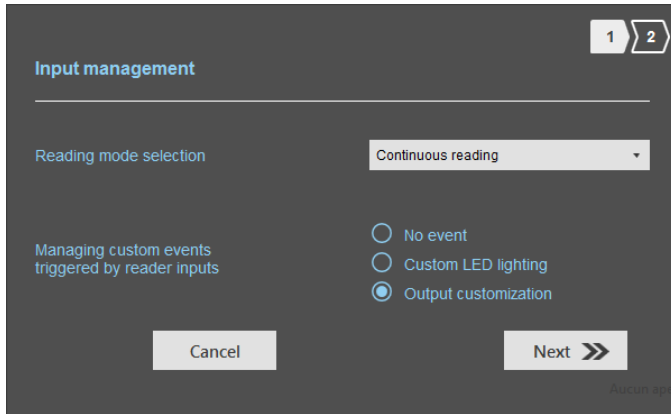 1 2
Input management
Reading mode selection
Continuous reading
Managing custom events
triggered by reader inputs
No event
Custom LED lighting
Output customization
Cancel
Next
Aucun